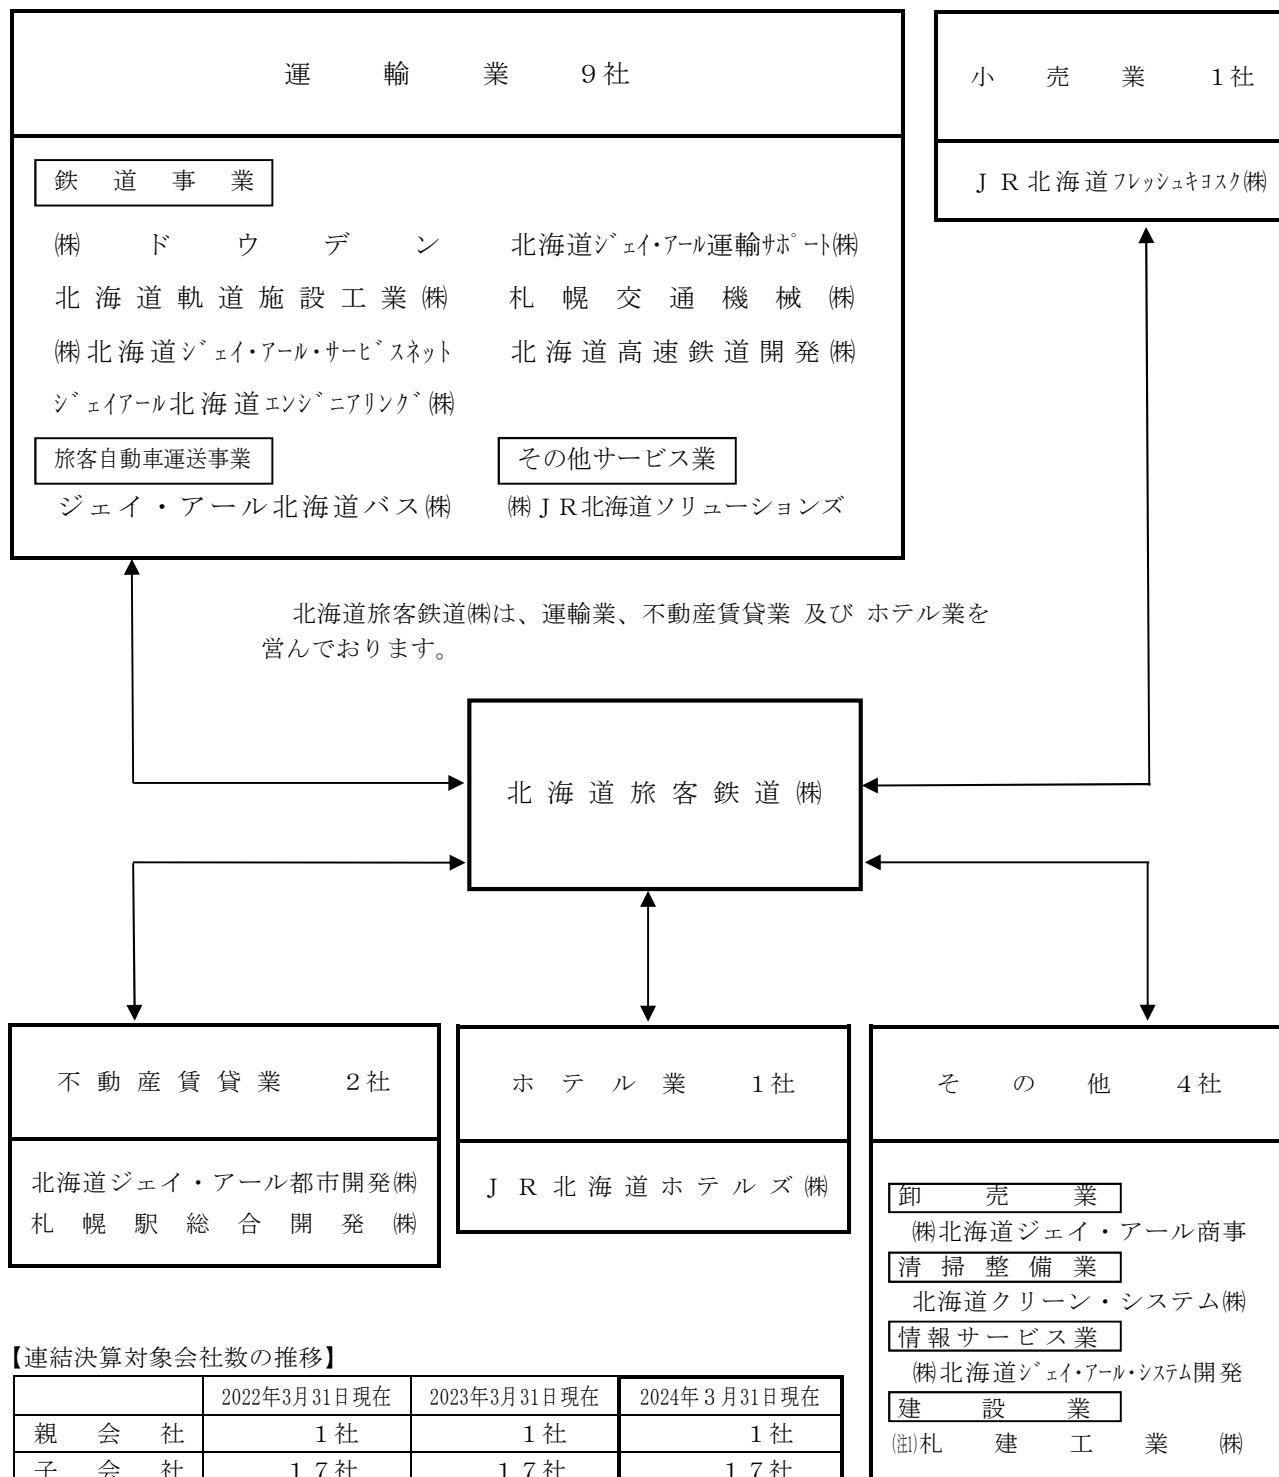 運輸業 9社
小売業 1社
鉄道事業
㈱ドウデン 北海道ｼﾞｪｲ･ｱｰﾙ運輸ｻﾎﾟｰﾄ㈱
北海道軌道施設工業㈱ 札幌交通機械㈱
㈱北海道ｼﾞｪｲ･ｱｰﾙ･ｻｰﾋﾞｽﾈｯﾄ 北海道高速鉄道開発㈱
ｼﾞｪｲｱｰﾙ北海道ｴﾝｼﾞﾆｱﾘﾝｸﾞ㈱
旅客自動車運送事業 その他サービス業
ジェイ・アール北海道バス㈱ ㈱ＪＲ北海道ソリューションズ
ＪＲ北海道ﾌﾚｯｼｭｷﾖｽｸ㈱
北海道旅客鉄道㈱は、運輸業、不動産賃貸業 及び ホテル業を
営んでおります。
北海道旅客鉄道㈱
不動産賃貸業 2社
北海道ジェイ・アール都市開発㈱
札幌駅総合開発㈱
ホテル業 1社
ＪＲ北海道ホテルズ㈱
その他 4社
卸売業
㈱北海道ジェイ・アール商事
清掃整備業
北海道クリーン・システム㈱
情報サービス業
㈱北海道ｼﾞｪｲ･ｱｰﾙ･ｼｽﾃﾑ開発
建設業
(注1)札建工業㈱
【連結決算対象会社数の推移】
2022年3月31日現在 2023年3月31日現在 2024年３月31日現在
親会社 1社 1社 1社
子会社 17社 17社 17社